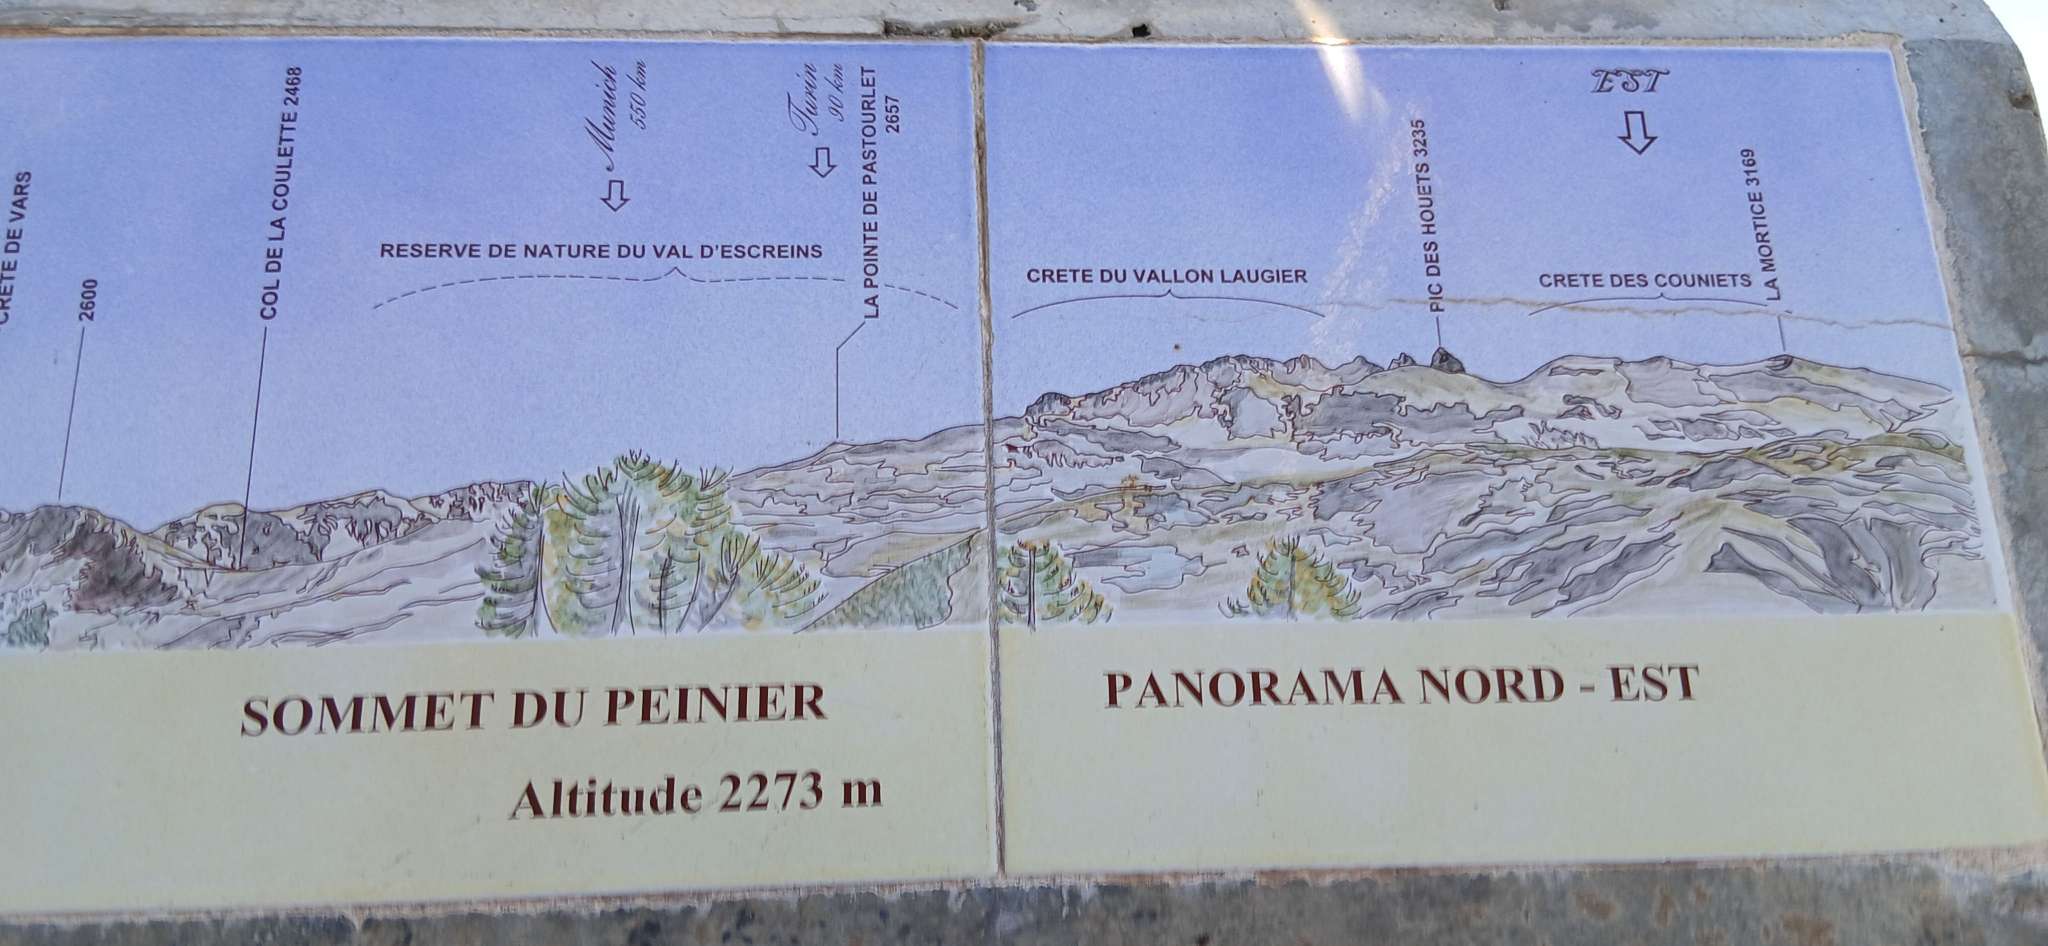 CRETE DE VARS
2600
COL DE LA COULETTE 2468
RESERVE DE NATURE DU VAL D'ESCREINS
Munich
550 km
Turin
90 km
LA POINTE DE PASTOURLET
2657
CRETE DU VALLON LAUGIER
PIC DES HOUETS 3235
EST
CRETE DES COUNIETS
LA MORTICE 3169
SOMMET DU PEINIER
Altitude 2273 m
PANORAMA NORD - EST